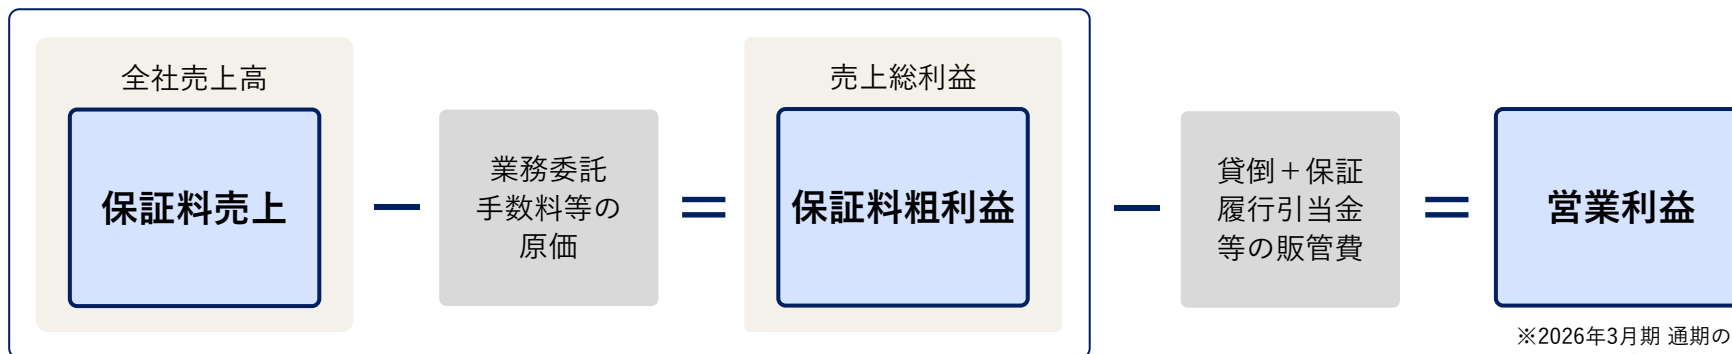 全社売上高
保証料売上
−
業務委託
手数料等の
原価
=
売上総利益
保証料粗利益
−
貸倒+保証
履行引当金
等の販管費
=
営業利益
※2026年3月期 通期の